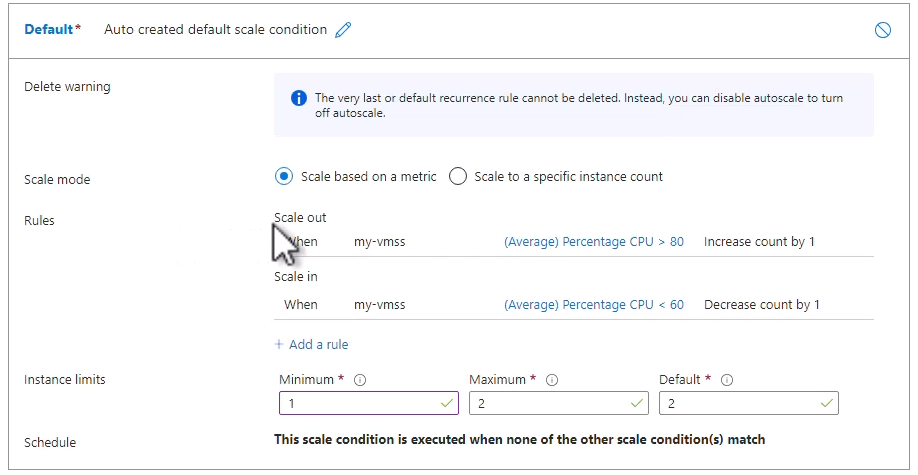 Default* Auto created default scale condition
Delete warning
The very last or default recurrence rule cannot be deleted. Instead, you can disable autoscale to turn
off autoscale.
Scale mode
Scale based on a metric
Scale to a specific instance count
Rules
Scale out
When my-vmss (Average) Percentage CPU > 80 Increase count by 1
Scale in
When my-vmss (Average) Percentage CPU < 60 Decrease count by 1
+ Add a rule
Instance limits
Minimum * Maximum * Default *
1 2 2
Schedule
This scale condition is executed when none of the other scale condition(s) match